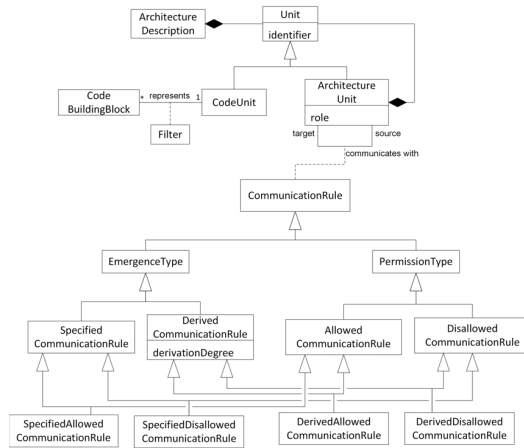 Architecture
Description
Unit
identifier
Code
BuildingBlock
* represents 1
CodeUnit
Filter
Architecture
Unit
role
target source
communicates with
CommunicationRule
EmergenceType
PermissionType
Specified
CommunicationRule
Derived
CommunicationRule
derivationDegree
Allowed
CommunicationRule
Disallowed
CommunicationRule
SpecifiedAllowed
CommunicationRule
SpecifiedDisallowed
CommunicationRule
DerivedAllowed
CommunicationRule
DerivedDisallowed
CommunicationRule